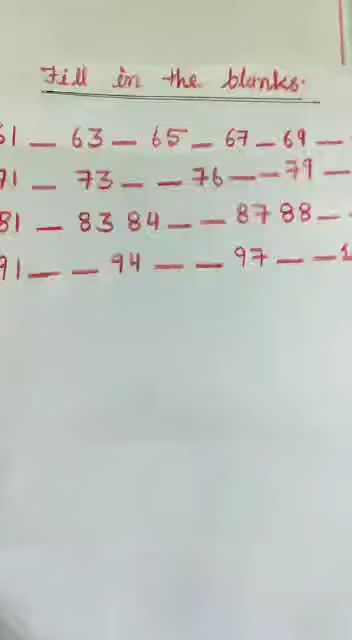 Fill in the blanks.
61 _ 63 _ 65 _ 67 _ 69 _
71 _ 73 _ _ 76 _ _ 79 _
81 _ 83 84 _ _ 87 88 _
91 _ _ 94 _ _ 97 _ _ 1